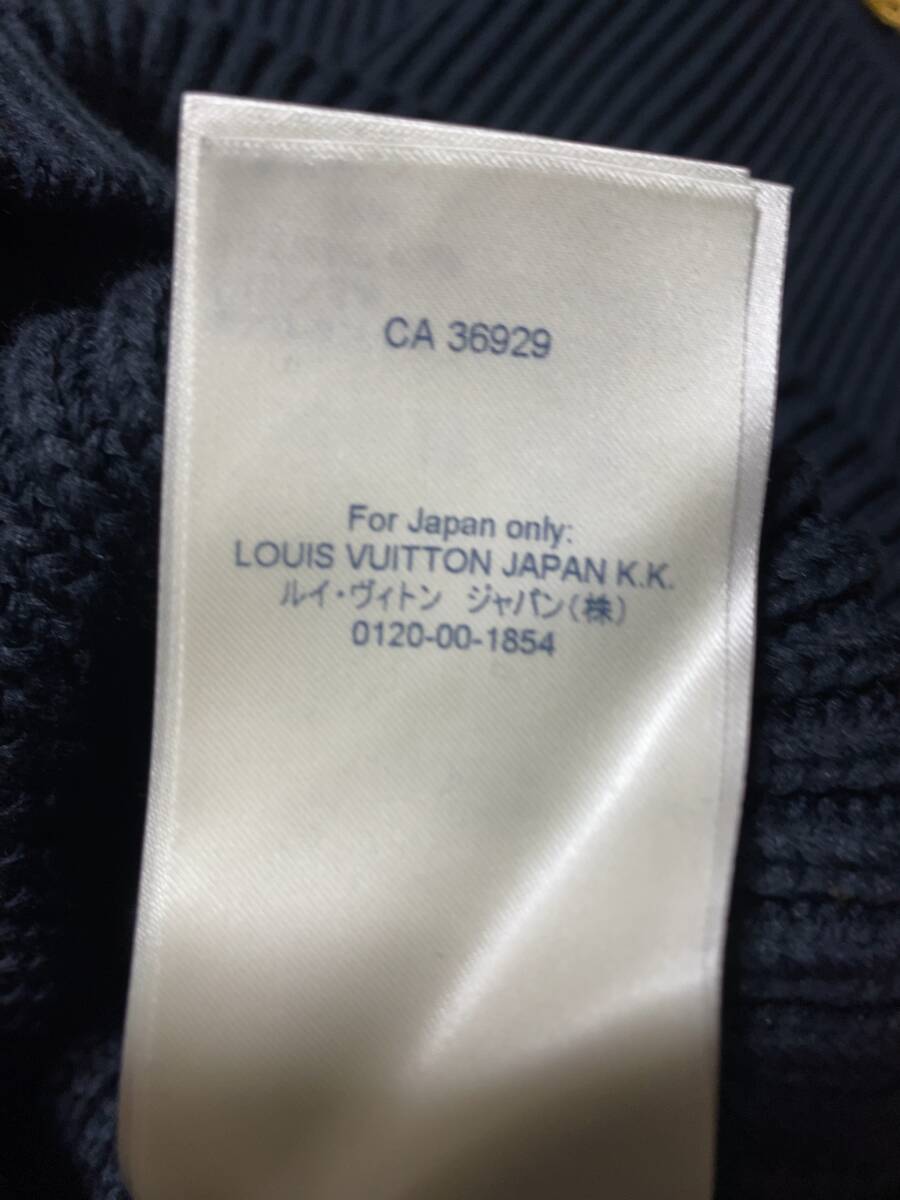 CA 36929
For Japan only:
LOUIS VUITTON JAPAN K.K.
ルイ・ヴィトン ジャパン(株)
0120-00-1854